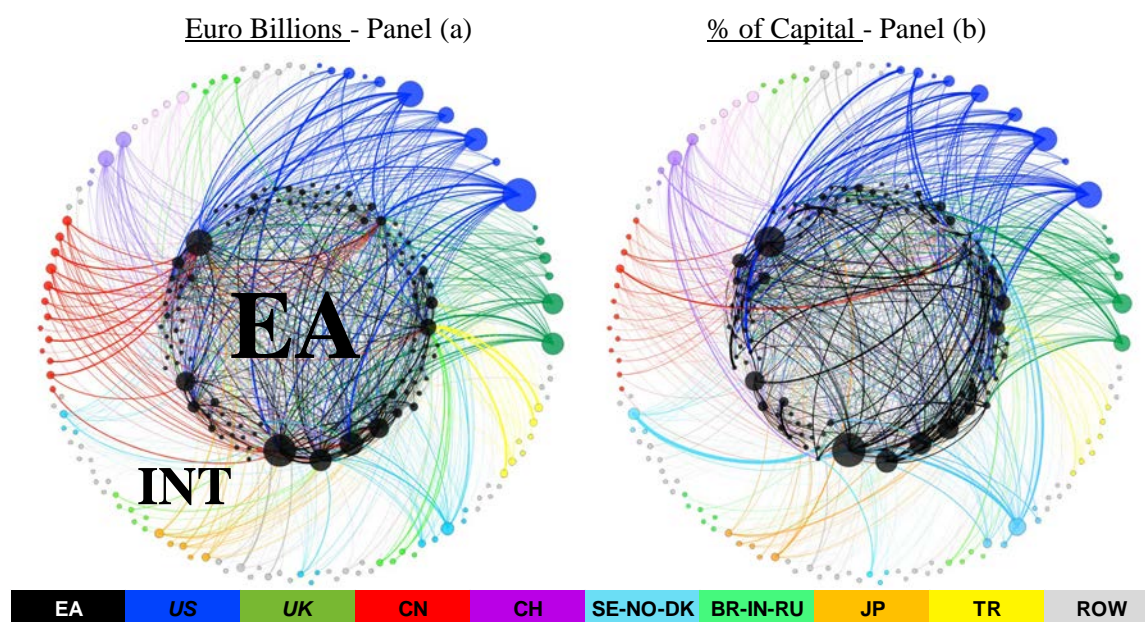 Euro Billions - Panel (a)
% of Capital - Panel (b)
EA
INT
EA US UK CN CH SE-NO-DK BR-IN-RU JP TR ROW